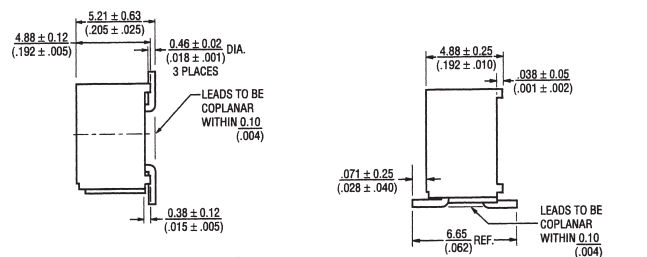 5.21 ± 0.63
(.205 ± .025)
4.88 ± 0.12
(.192 ± .005)
0.46 ± 0.02 DIA.
(.018 ± .001)
3 PLACES
LEADS TO BE
COPLANAR
WITHIN 0.10
(.004)
0.38 ± 0.12
(.015 ± .005)
4.88 ± 0.25
(.192 ± .010)
.038 ± 0.05
(.001 ± .002)
.071 ± 0.25
(.028 ± .040)
6.65 REF.
(.062)
LEADS TO BE
COPLANAR
WITHIN 0.10
(.004)